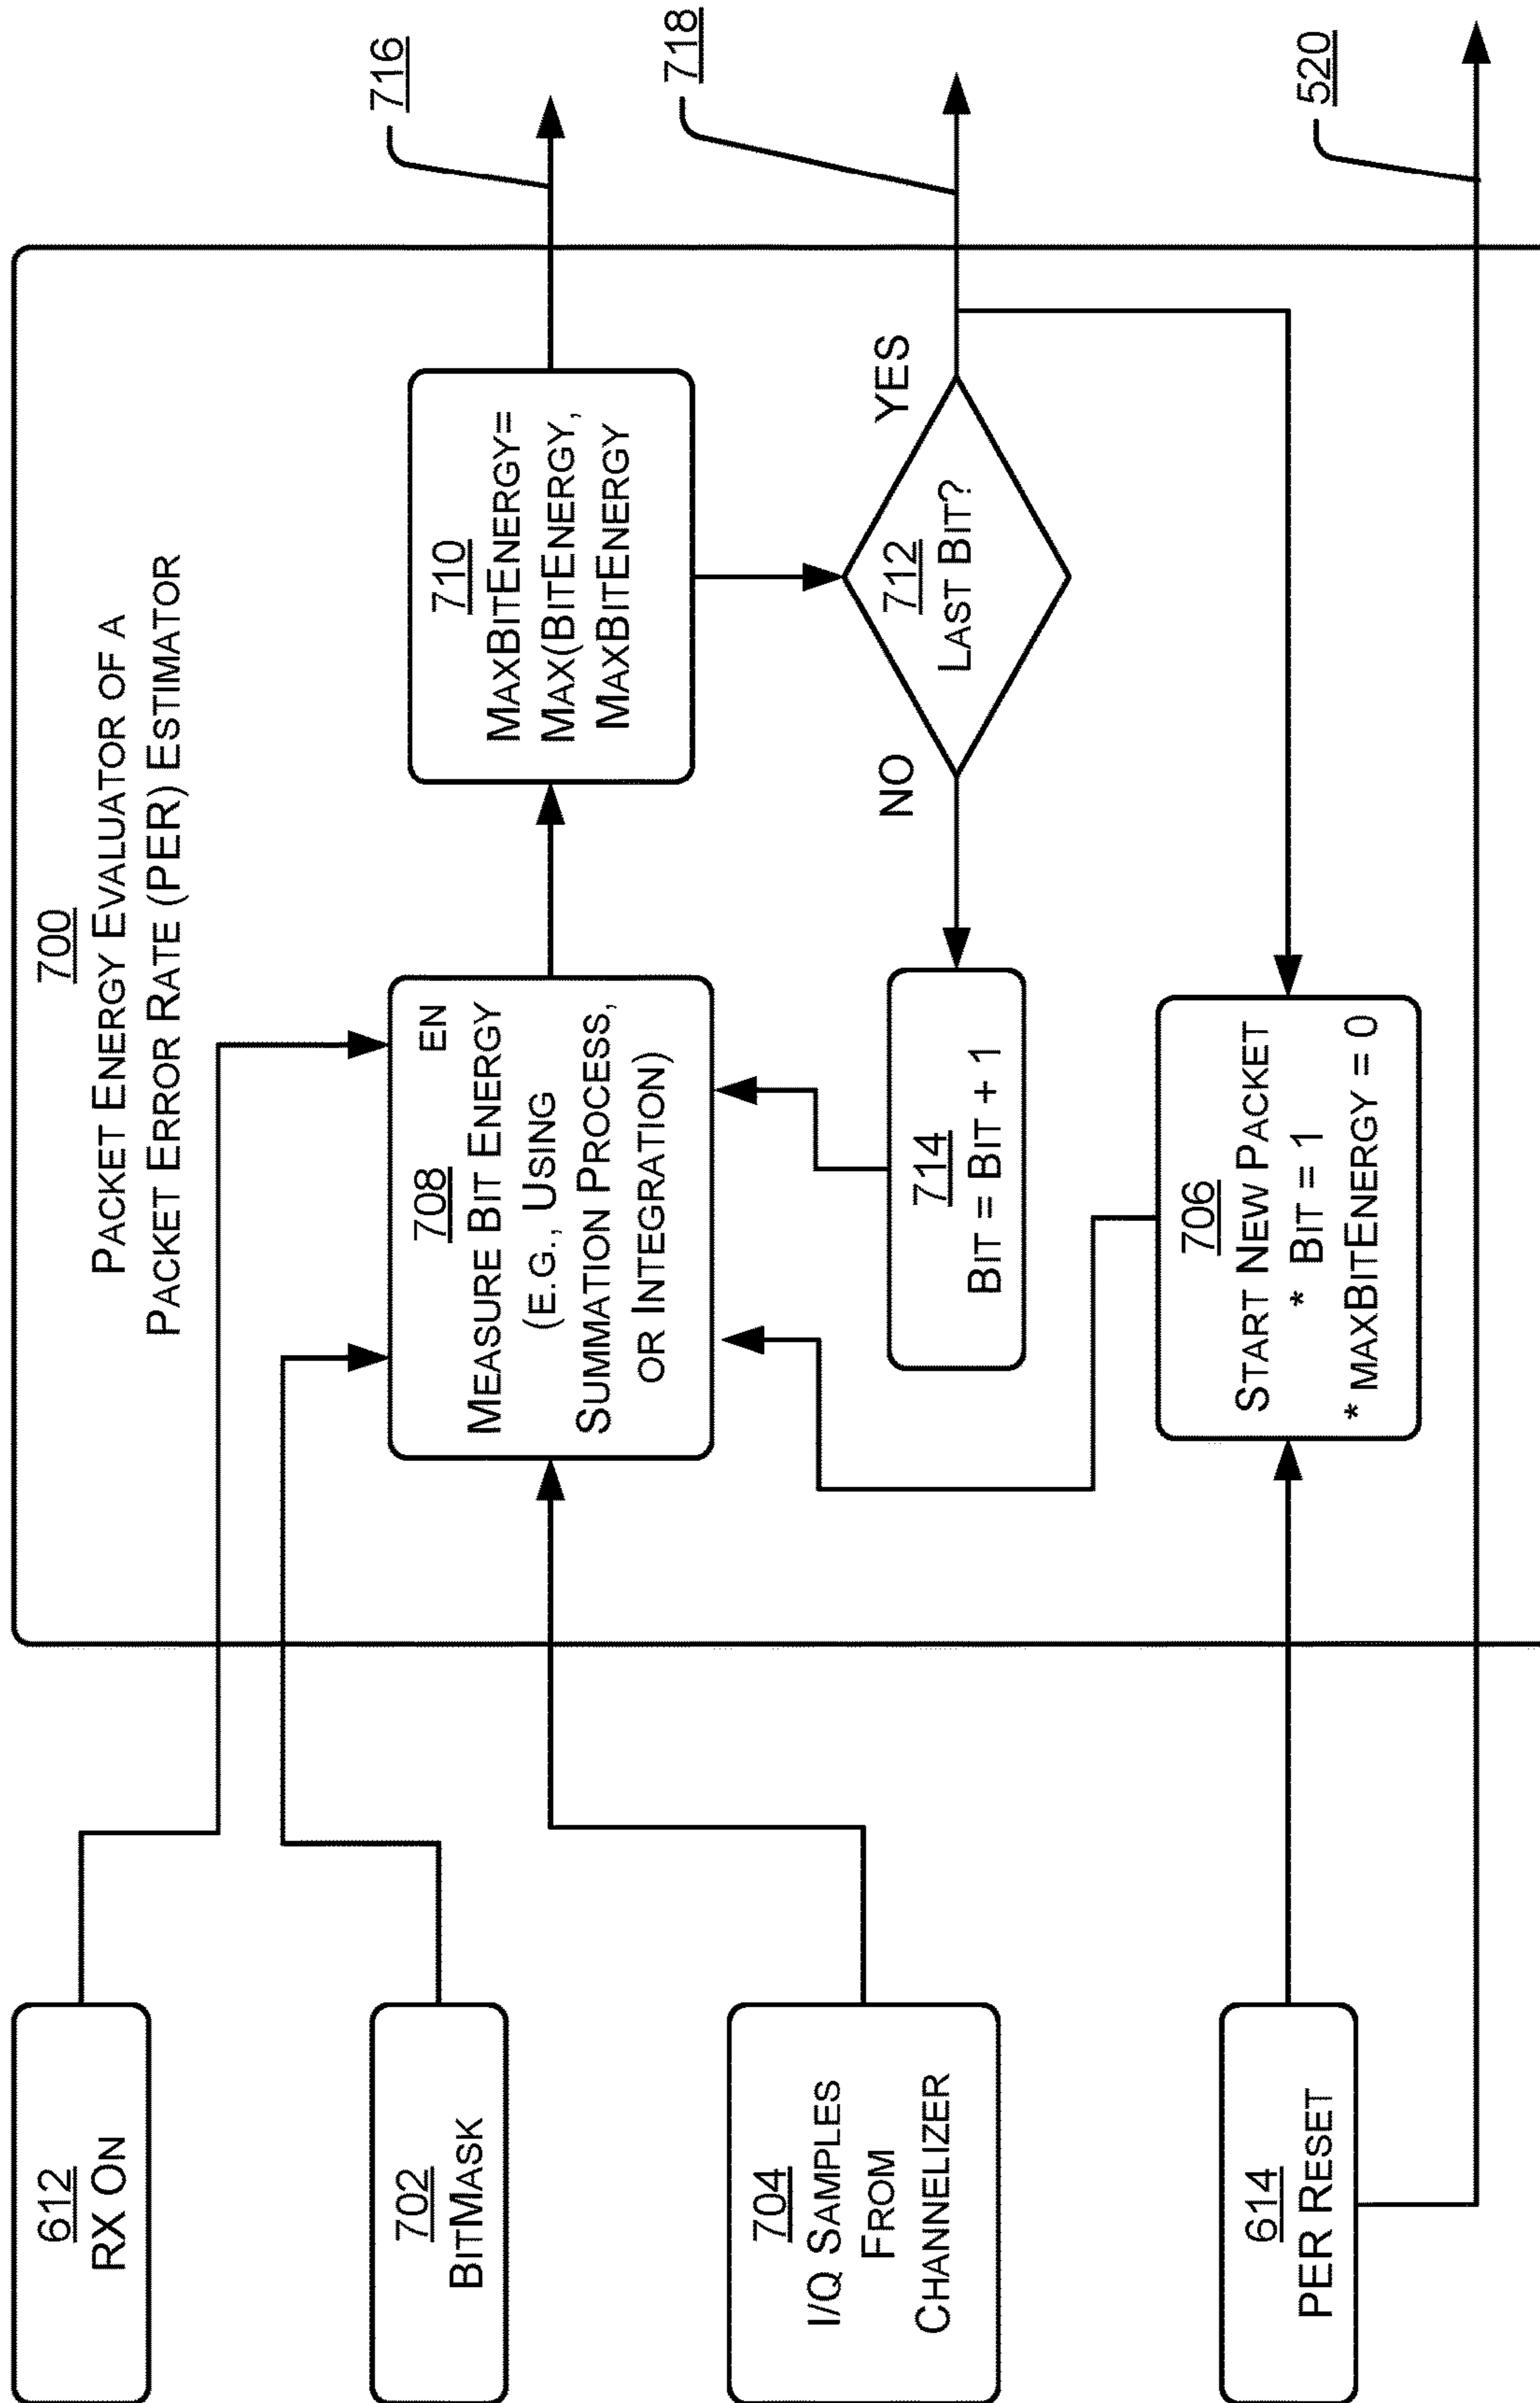 700
PACKET ENERGY EVALUATOR OF A
PACKET ERROR RATE (PER) ESTIMATOR
612
RX ON
702
BITMASK
704
I/Q SAMPLES
FROM
CHANNELIZER
614
PER RESET
708
EN
MEASURE BIT ENERGY
(E.G., USING
SUMMATION PROCESS,
OR INTEGRATION)
710
MAXBITENERGY=
MAX(BITENERGY,
MAXBITENERGY
712
LAST BIT?
NO
YES
714
BIT = BIT + 1
706
START NEW PACKET
* BIT = 1
* MAXBITENERGY = 0
716
718
520